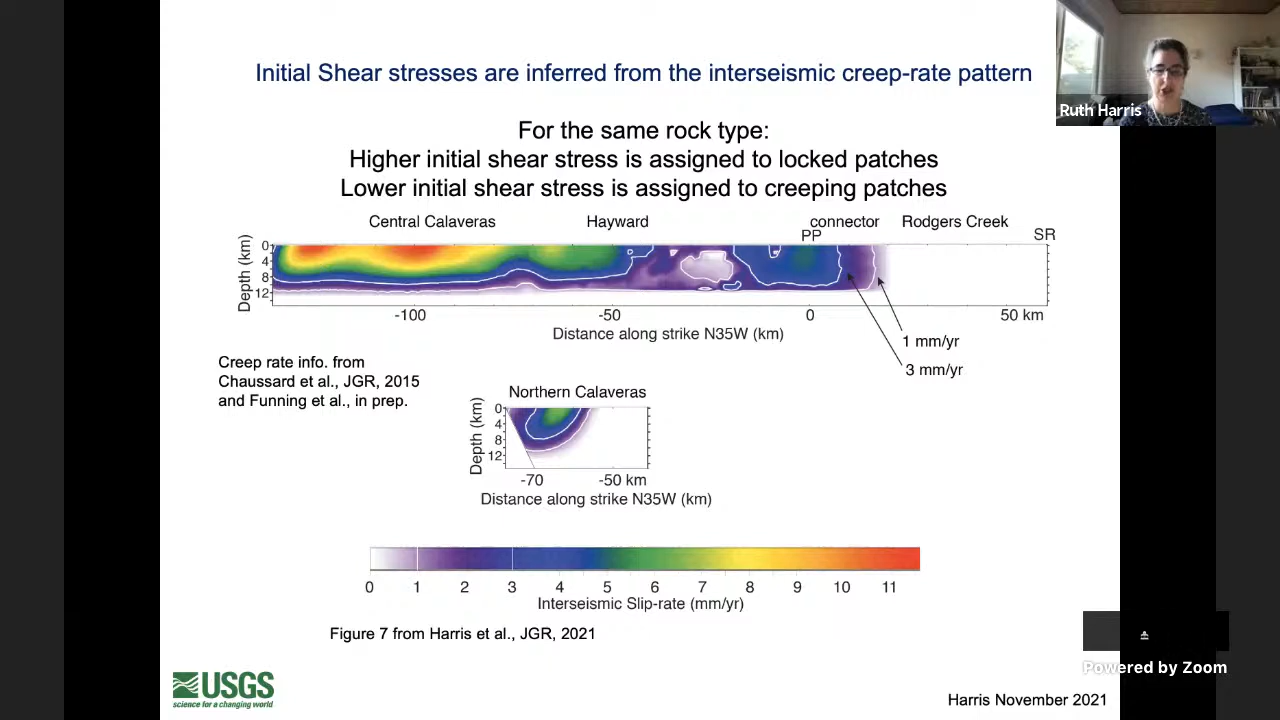 Initial Shear stresses are inferred from the interseismic creep-rate pattern
Ruth Harris
For the same rock type:
Higher initial shear stress is assigned to locked patches
Lower initial shear stress is assigned to creeping patches
Central Calaveras Hayward connector Rodgers Creek
PP SR
Depth (km)
0
4
8
12
-100 -50 0 50 km
Distance along strike N35W (km)
1 mm/yr
3 mm/yr
Creep rate info. from
Chaussard et al., JGR, 2015
and Funning et al., in prep.
Northern Calaveras
Depth (km)
0
4
8
12
-70 -50 km
Distance along strike N35W (km)
0 1 2 3 4 5 6 7 8 9 10 11
Interseismic Slip-rate (mm/yr)
Figure 7 from Harris et al., JGR, 2021
Powered by Zoom
USGS
science for a changing world
Harris November 2021